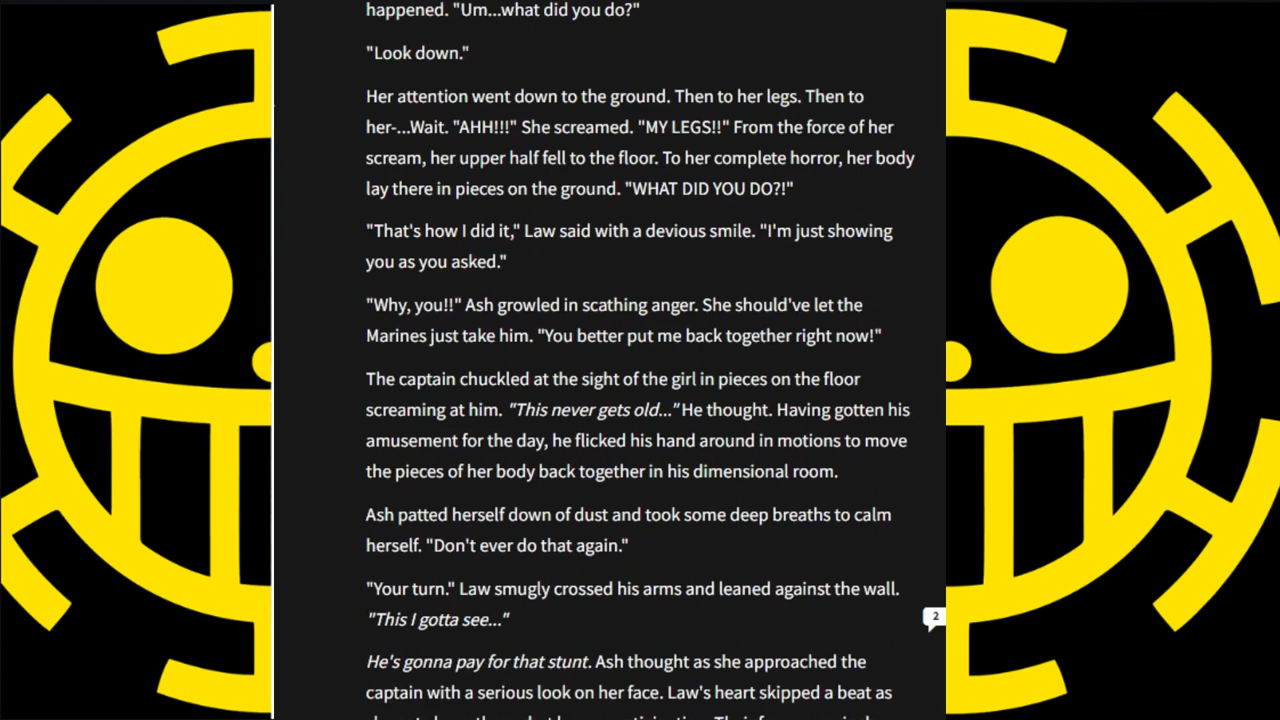 happened. "Um...what did you do?"
"Look down."
Her attention went down to the ground. Then to her legs. Then to
her-...Wait. "AHH!!!" She screamed. "MY LEGS!!" From the force of her
scream, her upper half fell to the floor. To her complete horror, her body
lay there in pieces on the ground. "WHAT DID YOU DO?!"
"That's how I did it," Law said with a devious smile. "I'm just showing
you as you asked."
"Why, you!!" Ash growled in scathing anger. She should've let the
Marines just take him. "You better put me back together right now!"
The captain chuckled at the sight of the girl in pieces on the floor
screaming at him. "This never gets old..." He thought. Having gotten his
amusement for the day, he flicked his hand around in motions to move
the pieces of her body back together in his dimensional room.
Ash patted herself down of dust and took some deep breaths to calm
herself. "Don't ever do that again."
"Your turn." Law smugly crossed his arms and leaned against the wall.
"This I gotta see..."
2
He's gonna pay for that stunt. Ash thought as she approached the
captain with a serious look on her face. Law's heart skipped a beat as